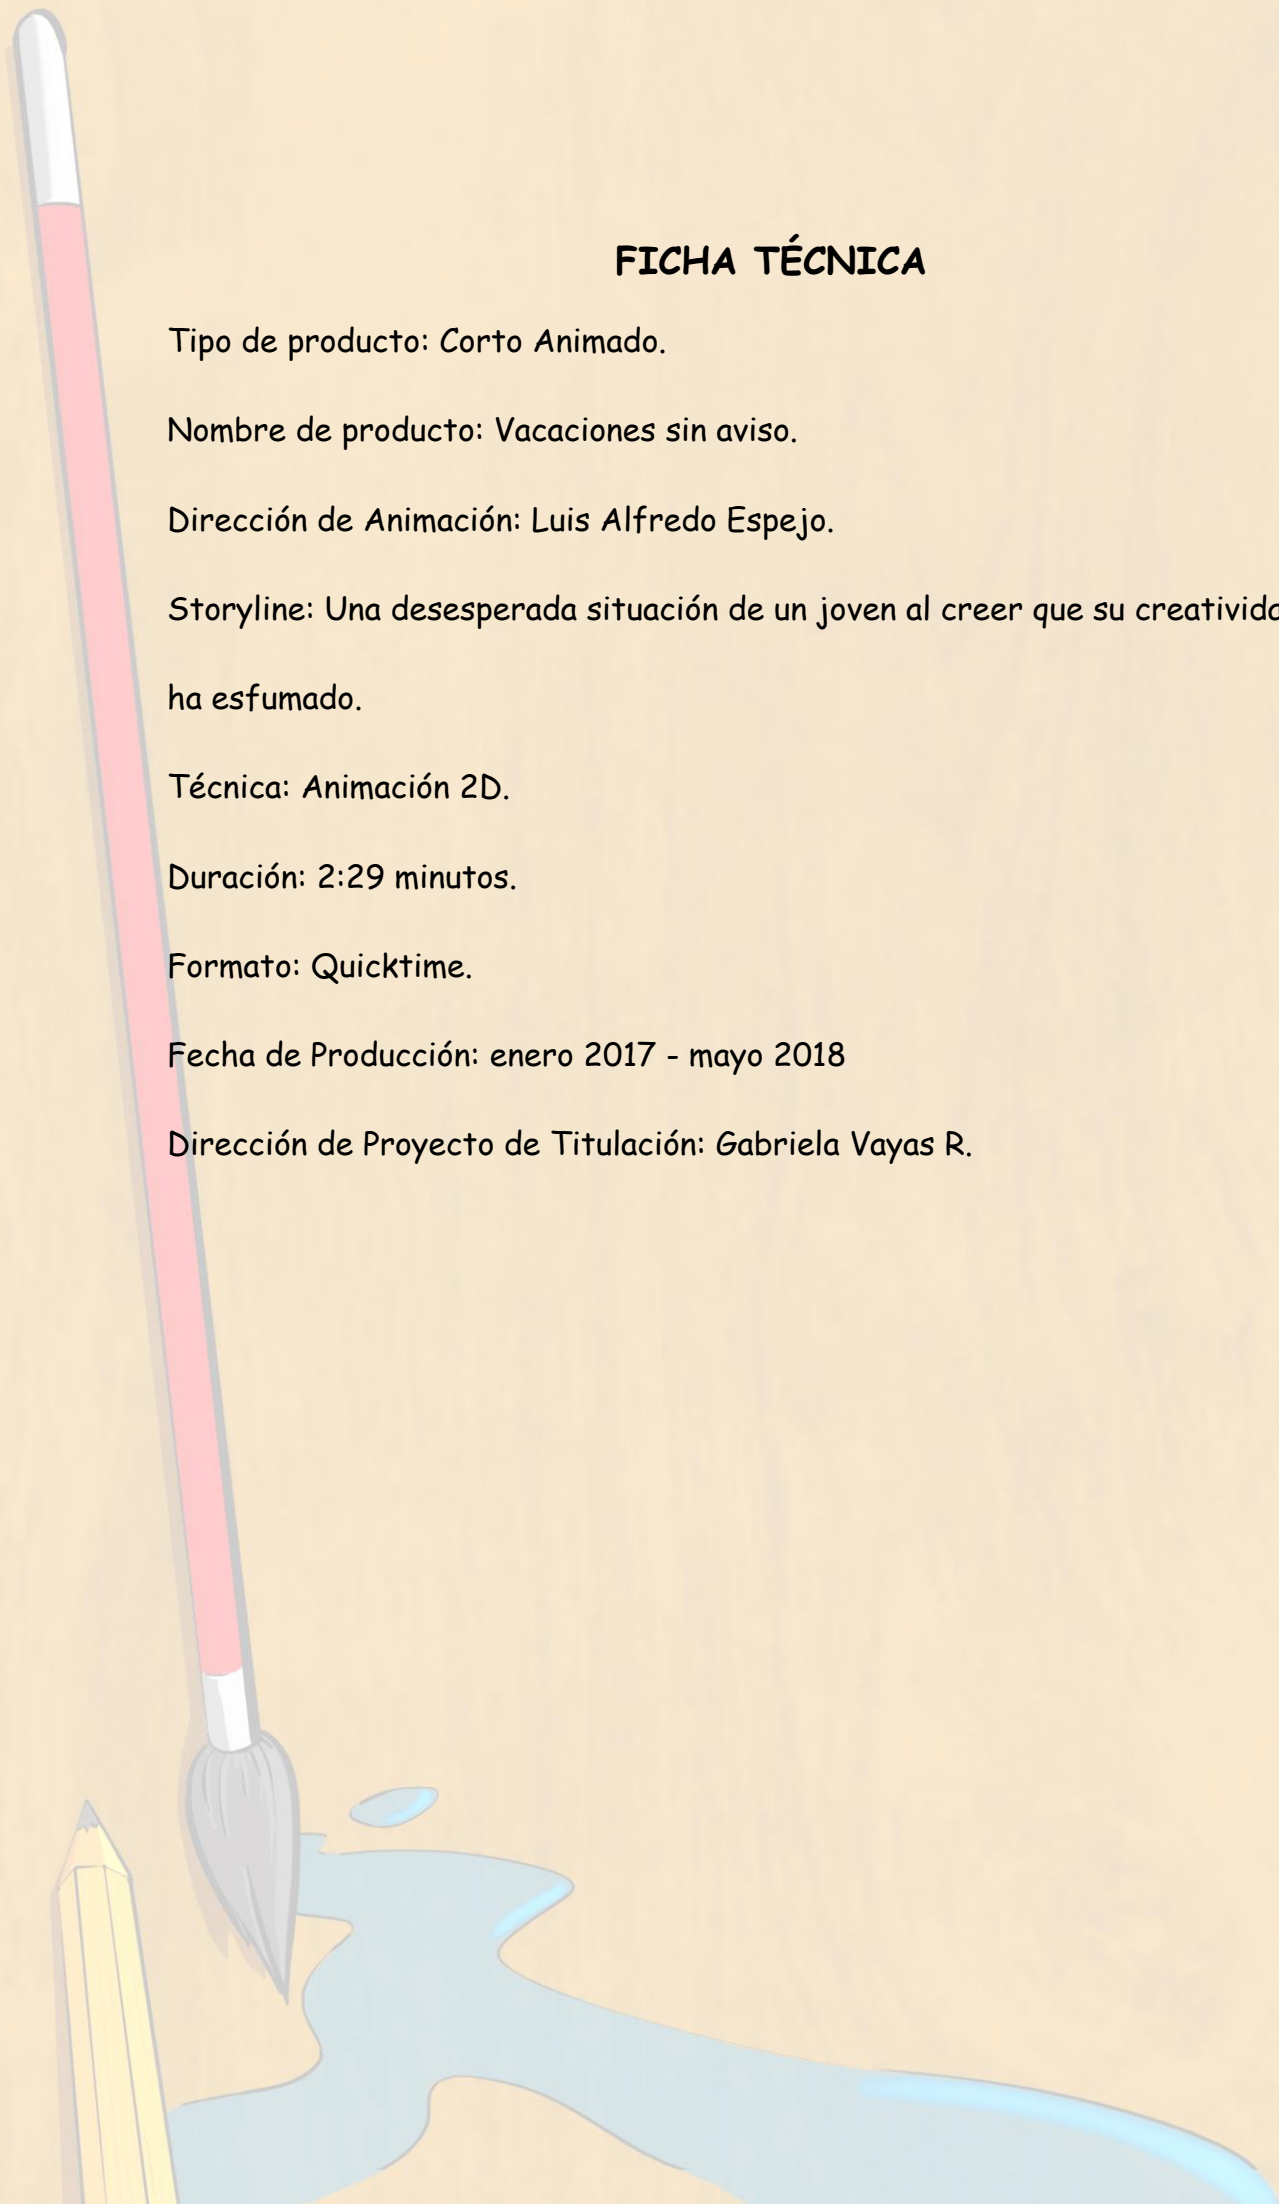 FICHA TÉCNICA
Tipo de producto: Corto Animado.
Nombre de producto: Vacaciones sin aviso.
Dirección de Animación: Luis Alfredo Espejo.
Storyline: Una desesperada situación de un joven al creer que su
ha esfumado.
Técnica: Animación 2D.
Duración: 2:29 minutos.
Formato: Quicktime.
Fecha de Producción: enero 2017 - mayo 2018
Dirección de Proyecto de Titulación: Gabriela Vayas R.